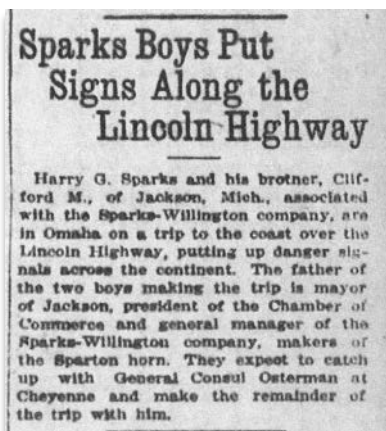 Sparks Boys Put
Signs Along the
Lincoln Highway
Harry G. Sparks and his brotner, Clif-
ford M., of Jackson, Mich., associated
with the Sparks-Willington company, are
in Omaha on a trip to the coast over the
Lincoln Highway, putting up danger sig-
nals across the continent. The father of
the two boys making the trip is mayor
of Jackson, president of the Chamber of
Commerce and general manager of the
Sparks-Willington company, makers of
the Sparton horn. They expect to catch
up with General Consul Osterman at
Cheyenne and make the remainder of
the trip with him.